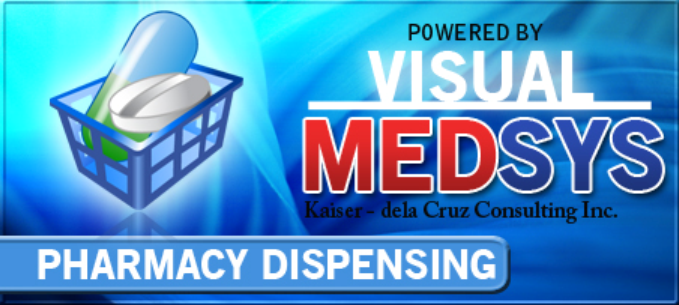 POWERED BY
VISUAL
MEDSYS
Kaiser - dela Cruz Consulting Inc.
PHARMACY DISPENSING